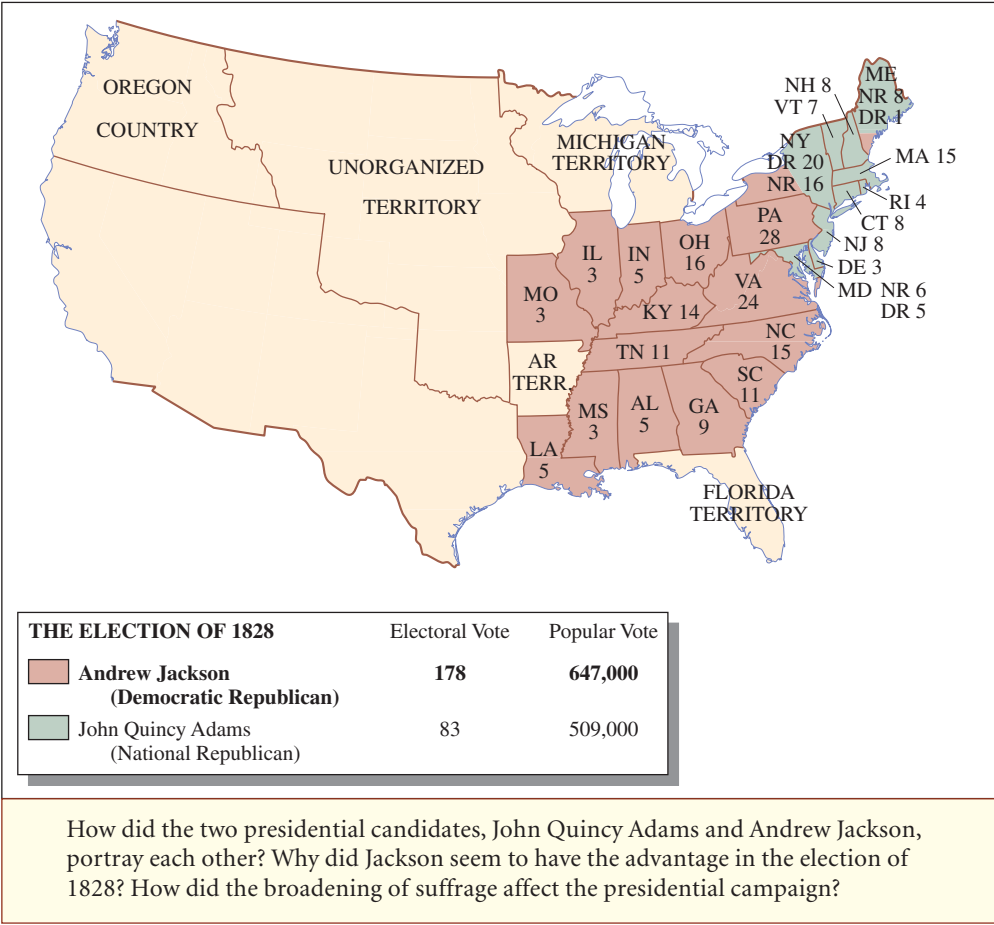 OREGON
COUNTRY
UNORGANIZED
TERRITORY
MICHIGAN
TERRITORY
NH 8
VT 7
ME
NR 8
DR 1
NY
DR 20
NR 16
MA 15
RI 4
CT 8
NJ 8
DE 3
MD NR 6
DR 5
PA
28
OH
16
IN
5
IL
3
MO
3
VA
24
KY 14
NC
15
TN 11
SC
11
AR
TERR.
MS
3
AL
5
GA
9
LA
5
FLORIDA
TERRITORY
THE ELECTION OF 1828 Electoral Vote Popular Vote
Andrew Jackson 178 647,000
(Democratic Republican)
John Quincy Adams 83 509,000
(National Republican)
How did the two presidential candidates, John Quincy Adams and Andrew Jackson,
portray each other? Why did Jackson seem to have the advantage in the election of
1828? How did the broadening of suffrage affect the presidential campaign?